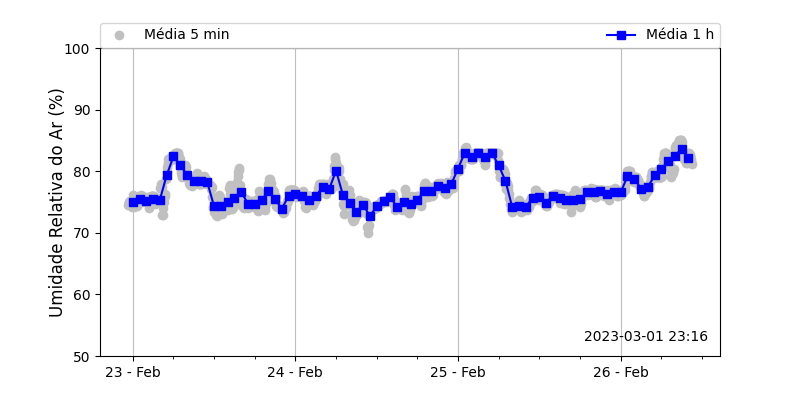 Média 5 min
Média 1 h
Umidade Relativa do Ar (%)
100
90
80
70
60
50
2023-03-01 23:16
23 - Feb
24 - Feb
25 - Feb
26 - Feb